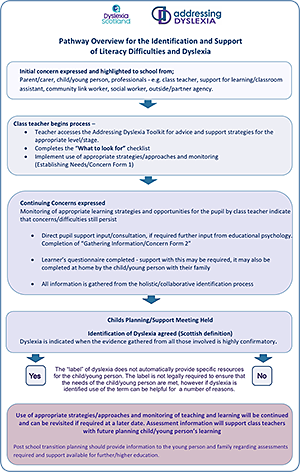 Dyslexia
Scotland
addressing
DYSLEXIA
Pathway Overview for the Identification and Support
of Literacy Difficulties and Dyslexia
Initial concern expressed and highlighted to school from;
Parent/carer, child/young person, professionals - e.g. class teacher, support for learning/classroom
assistant, community link worker, social worker, outside/partner agency.
Class teacher begins process –
• Teacher accesses the Addressing Dyslexia Toolkit for advice and support strategies for the
appropriate level/stage.
• Completes the "What to look for" checklist
• Implement use of appropriate strategies/approaches and monitoring
(Establishing Needs/Concern Form 1)
Continuing Concerns expressed
Monitoring of appropriate learning strategies and opportunities for the pupil by class teacher indicate
that concerns/difficulties still persist
• Direct pupil support input/consultation, if required further input from educational psychology.
Completion of "Gathering Information/Concern Form 2"
• Learner's questionnaire completed - support with this may be required, it may also be
completed at home by the child/young person with their family
• All information is gathered from the holistic/collaborative identification process
Childs Planning/Support Meeting Held
Identification of Dyslexia agreed (Scottish definition)
Dyslexia is indicated when the evidence gathered from all those involved is highly confirmatory.
Yes
The "label" of dyslexia does not automatically provide specific resources
for the child/young person. The label is not legally required to ensure that
the needs of the child/young person are met, however if dyslexia is
identified use of the term can be helpful for a number of reasons.
No
Use of appropriate strategies/approaches and monitoring of teaching and learning will be continued
and can be revisited if required at a later date. Assessment information will support class teachers
with future planning child/young person's learning
Post school transition planning should provide information to the young person and family regarding assessments
required and support available for further/higher education.